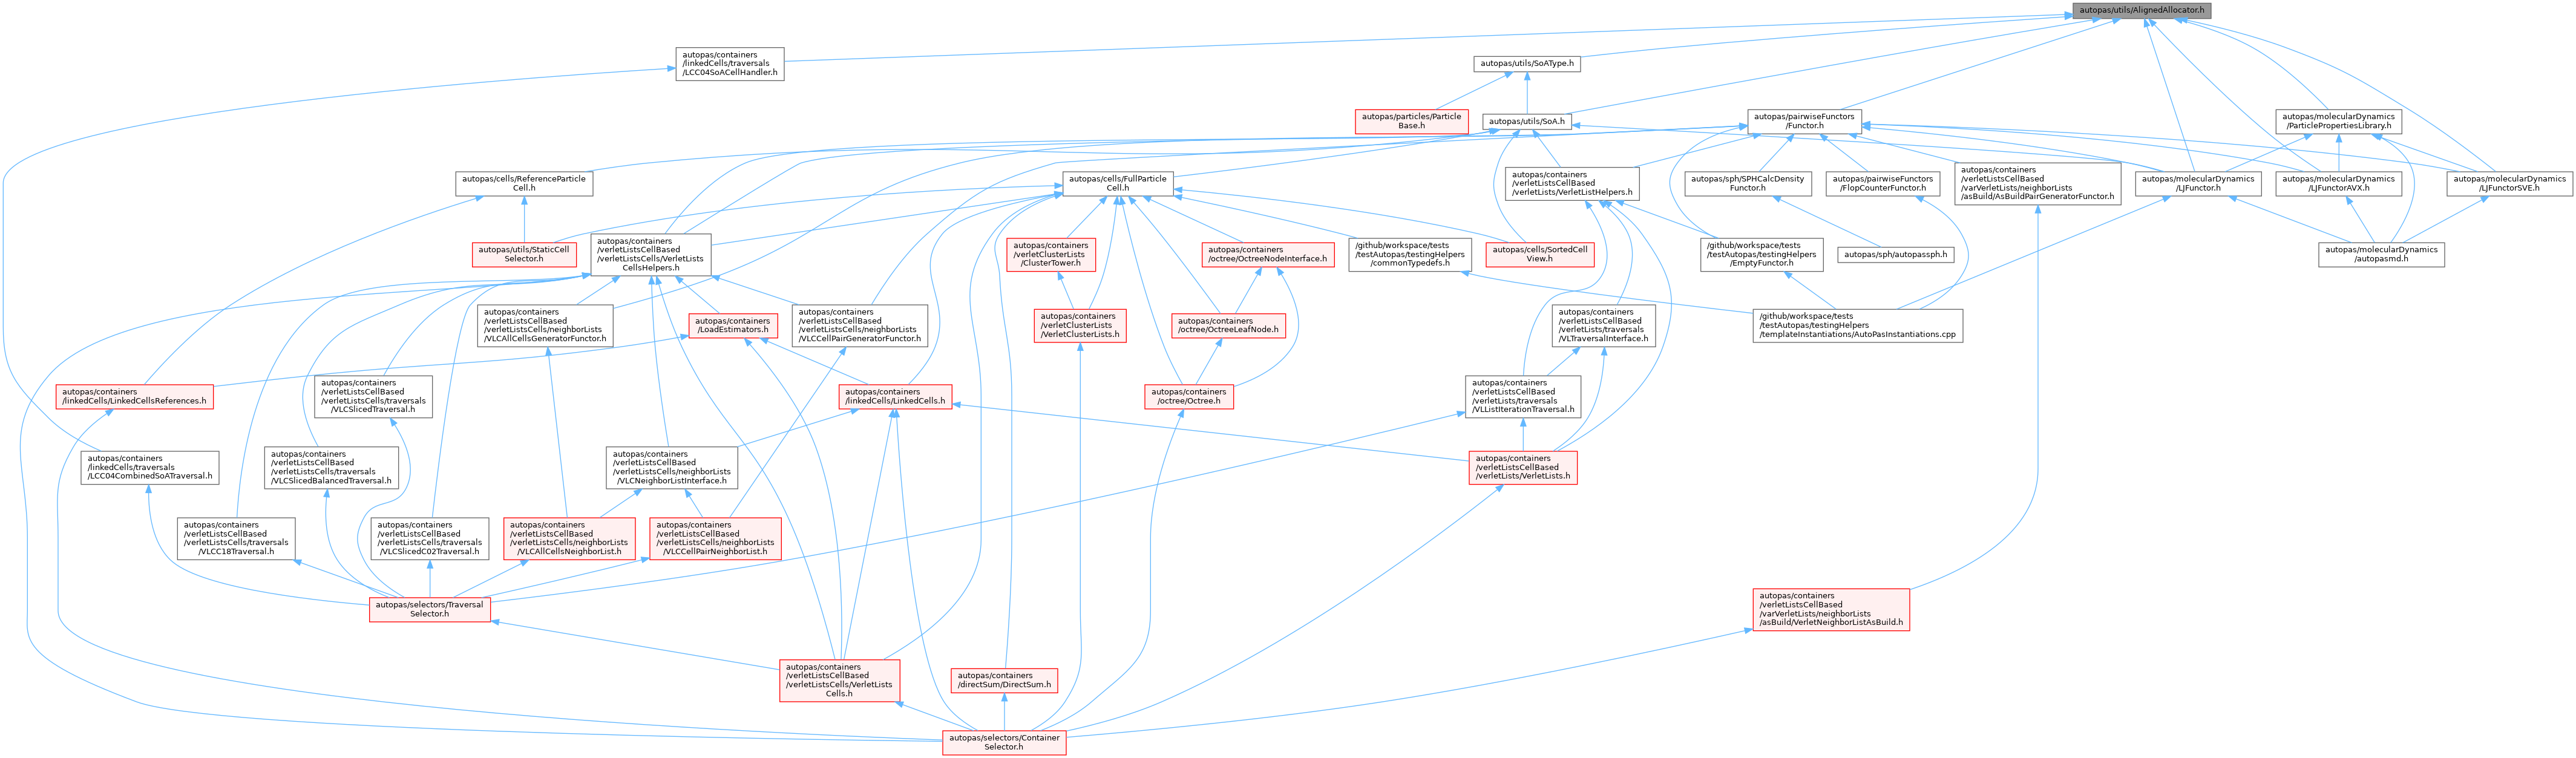 autopas/utils/AlignedAllocator.h
autopas/containers
/linkedCells/traversals
/LCC04SoACellHandler.h
autopas/utils/SoAType.h
autopas/particles/Particle
Base.h
autopas/utils/SoA.h
autopas/pairwiseFunctors
/Functor.h
autopas/molecularDynamics
/ParticlePropertiesLibrary.h
autopas/cells/ReferenceParticle
Cell.h
autopas/cells/FullParticle
Cell.h
autopas/containers
/verletListsCellBased
/verletLists/VerletListHelpers.h
autopas/sph/SPHCalcDensity
Functor.h
autopas/pairwiseFunctors
/FlopCounterFunctor.h
autopas/containers
/verletListsCellBased
/varVerletLists/neighborLists
/asBuild/AsBuildPairGeneratorFunctor.h
autopas/molecularDynamics
/LJFunctor.h
autopas/molecularDynamics
/LJFunctorAVX.h
autopas/molecularDynamics
/LJFunctorSVE.h
autopas/utils/StaticCell
Selector.h
autopas/containers
/verletListsCellBased
/verletListsCells/VerletLists
CellsHelpers.h
autopas/containers
/verletClusterLists
/ClusterTower.h
autopas/containers
/octree/OctreeNodeInterface.h
/github/workspace/tests
/testAutopas/testingHelpers
/commonTypedefs.h
autopas/cells/SortedCell
View.h
/github/workspace/tests
/testAutopas/testingHelpers
/EmptyFunctor.h
autopas/sph/autopassph.h
autopas/molecularDynamics
/autopasmd.h
autopas/containers
/verletListsCellBased
/verletListsCells/neighborLists
/VLCAllCellsGeneratorFunctor.h
autopas/containers
/LoadEstimators.h
autopas/containers
/verletListsCellBased
/verletListsCells/neighborLists
/VLCCellPairGeneratorFunctor.h
autopas/containers
/verletClusterLists
/VerletClusterLists.h
autopas/containers
/octree/OctreeLeafNode.h
autopas/containers
/verletListsCellBased
/verletLists/traversals
/VLTraversalInterface.h
/github/workspace/tests
/testAutopas/testingHelpers
/templateInstantiations/AutoPasInstantiations.cpp
autopas/containers
/linkedCells/LinkedCellsReferences.h
autopas/containers
/verletListsCellBased
/verletListsCells/traversals
/VLCSlicedTraversal.h
autopas/containers
/linkedCells/LinkedCells.h
autopas/containers
/octree/Octree.h
autopas/containers
/verletListsCellBased
/verletLists/traversals
/VLListIterationTraversal.h
autopas/containers
/linkedCells/traversals
/LCC04CombinedSoATraversal.h
autopas/containers
/verletListsCellBased
/verletListsCells/traversals
/VLCSlicedBalancedTraversal.h
autopas/containers
/verletListsCellBased
/verletListsCells/neighborLists
/VLCNeighborListInterface.h
autopas/containers
/verletListsCellBased
/verletLists/VerletLists.h
autopas/containers
/verletListsCellBased
/verletListsCells/traversals
/VLCC18Traversal.h
autopas/containers
/verletListsCellBased
/verletListsCells/traversals
/VLCSlicedC02Traversal.h
autopas/containers
/verletListsCellBased
/verletListsCells/neighborLists
/VLCAllCellsNeighborList.h
autopas/containers
/verletListsCellBased
/verletListsCells/neighborLists
/VLCCellPairNeighborList.h
autopas/selectors/Traversal
Selector.h
autopas/containers
/verletListsCellBased
/varVerletLists/neighborLists
/asBuild/VerletNeighborListAsBuild.h
autopas/containers
/verletListsCellBased
/verletListsCells/VerletLists
Cells.h
autopas/containers
/directSum/DirectSum.h
autopas/selectors/Container
Selector.h